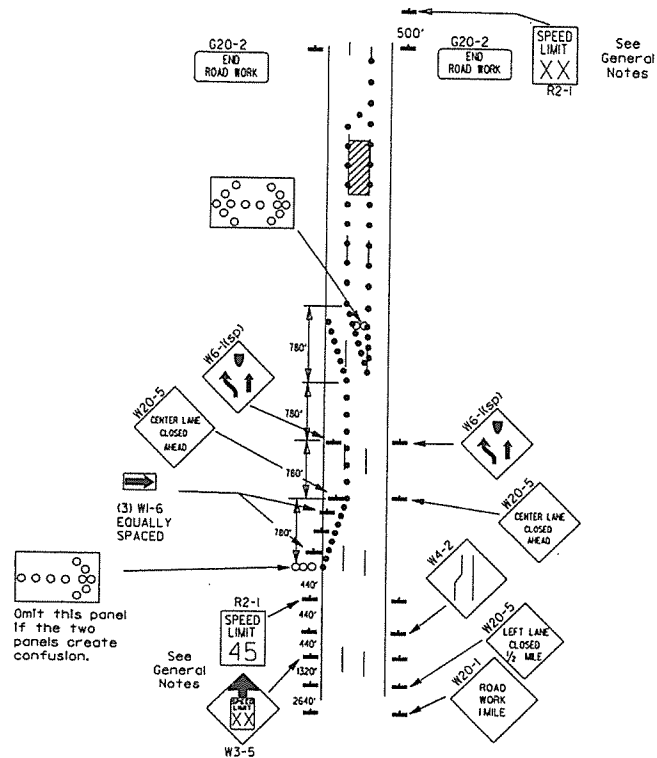 500'
G20-2
END
ROAD WORK
G20-2
END
ROAD WORK
SPEED
LIMIT
XX
R2-1
See
General
Notes
780'
W6-1(sp)
780'
W20-5
CENTER LANE
CLOSED
AHEAD
780'
W6-1(sp)
W20-5
CENTER LANE
CLOSED
AHEAD
(3) W1-6
EQUALLY
SPACED
780'
Omit this panel
if the two
panels create
confusion.
440'
R2-1
SPEED
LIMIT
45
440'
440'
1320'
2640'
See
General
Notes
SPEED
LIMIT
XX
W3-5
W4-2
W20-5
LEFT LANE
CLOSED
1/2 MILE
W20-1
ROAD
WORK
1 MILE